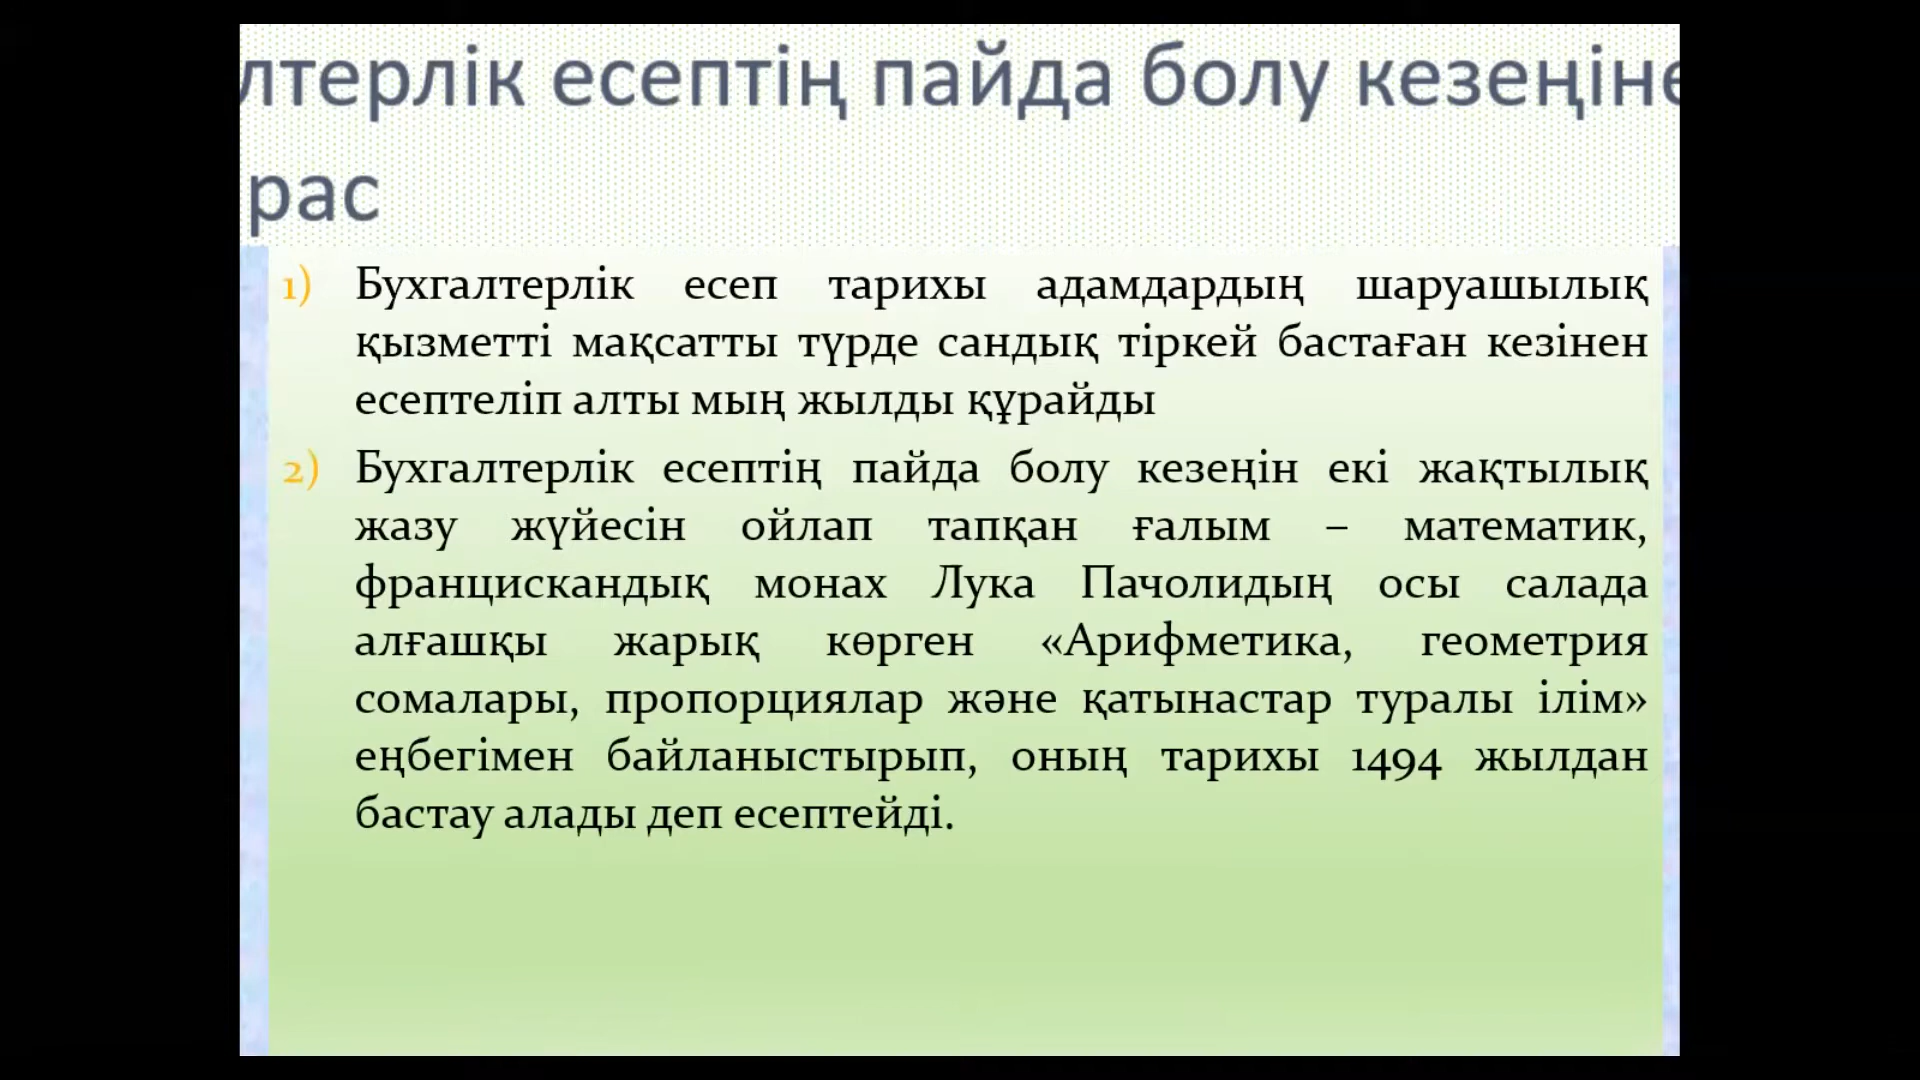 лтерлік есептің пайда болу кезеңіне
рас
1) Бухгалтерлік есеп тарихы адамдардың шаруашылық
қызметті мақсатты түрде сандық тіркей бастаған кезінен
есептеліп алты мың жылды құрайды
2) Бухгалтерлік есептің пайда болу кезеңін екі жақтылық
жазу жүйесін ойлап тапқан ғалым – математик,
францискандық монах Лука Пачолидың осы салада
алғашқы жарық көрген «Арифметика, геометрия
сомалары, пропорциялар және қатынастар туралы ілім»
еңбегімен байланыстырып, оның тарихы 1494 жылдан
бастау алады деп есептейді.